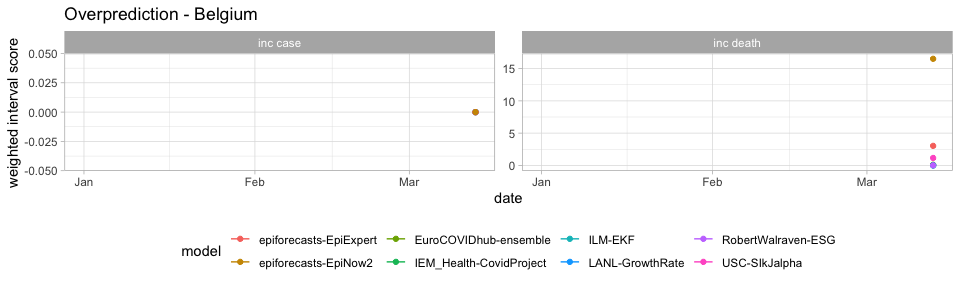 Overprediction - Belgium
inc case
inc death
weighted interval score
0.050
0.025
0.000
-0.025
-0.050
15
10
5
0
Jan
Feb
Mar
Jan
Feb
Mar
date
model
epiforecasts-EpiExpert
EuroCOVIDhub-ensemble
ILM-EKF
RobertWalraven-ESG
epiforecasts-EpiNow2
IEM_Health-CovidProject
LANL-GrowthRate
USC-SIkJalpha